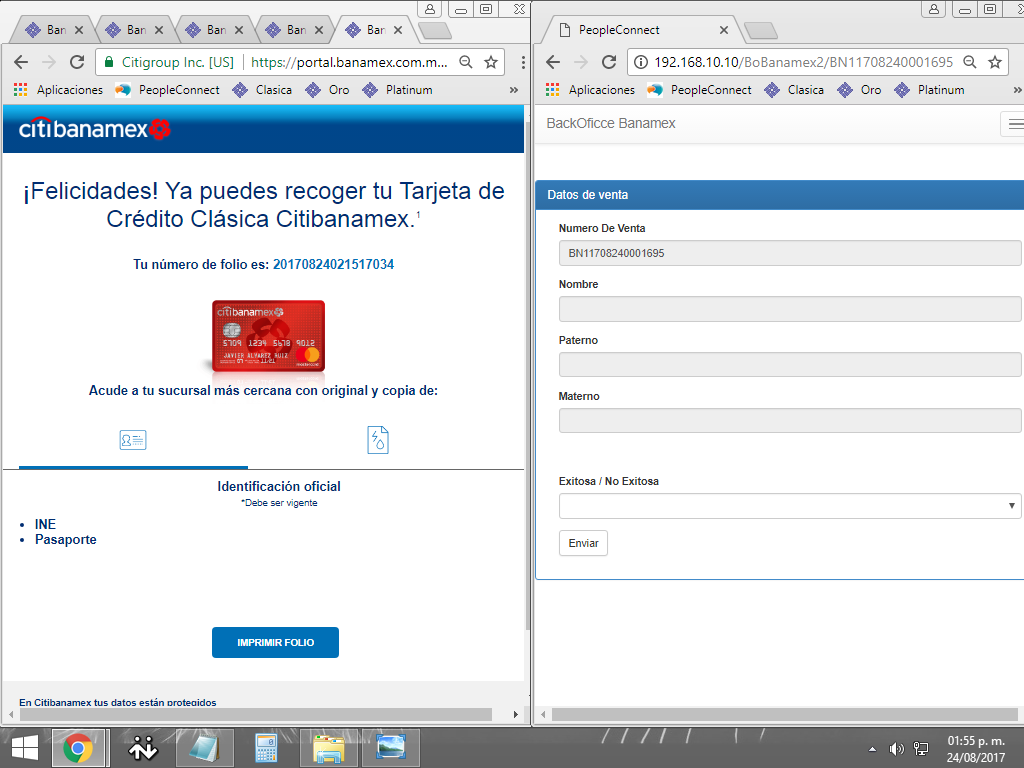 Ban
Ban
Ban
Ban
Ban
Citigroup Inc. [US]
https://portal.banamex.com.m...
Aplicaciones
PeopleConnect
Clasica
Oro
Platinum
»
citibanamex
¡Felicidades! Ya puedes recoger tu Tarjeta de
Crédito Clásica Citibanamex.1
Tu número de folio es: 20170824021517034
citibanamex
5709 1234 5678 9012
JAVIER ALVAREZ RUIZ
Acude a tu sucursal más cercana con original y copia de:
Identificación oficial
*Debe ser vigente
• INE
• Pasaporte
IMPRIMIR FOLIO
En Citibanamex tus datos están protegidos
PeopleConnect
192.168.10.10/BoBanamex2/BN11708240001695
Aplicaciones
PeopleConnect
Clasica
Oro
Platinum
»
BackOficce Banamex
Datos de venta
Numero De Venta
BN11708240001695
Nombre
Paterno
Materno
Exitosa / No Exitosa
Enviar
01:55 p. m.
24/08/2017